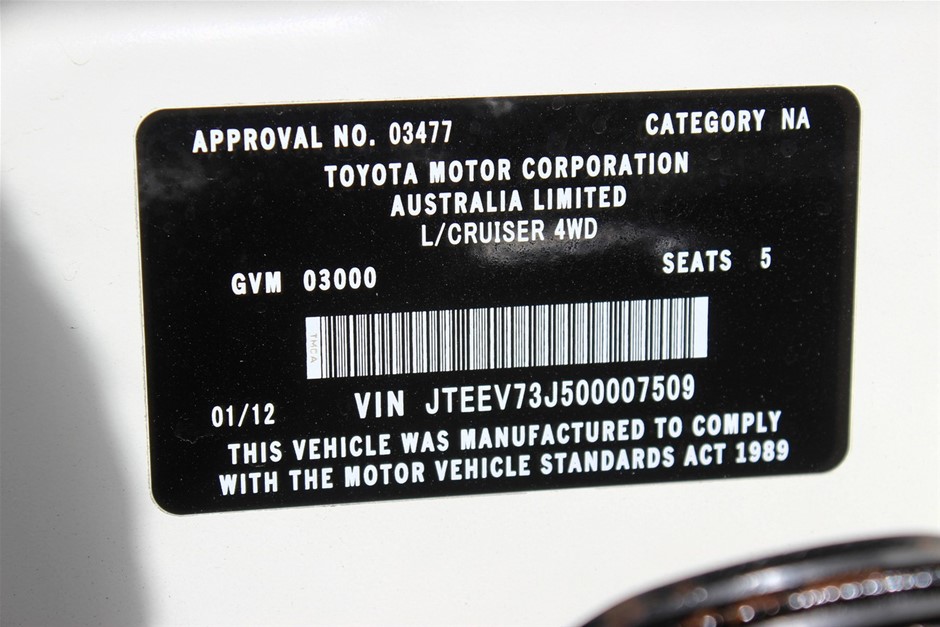 APPROVAL NO. 03477 CATEGORY NA
TOYOTA MOTOR CORPORATION
AUSTRALIA LIMITED
L/CRUISER 4WD
GVM 03000 SEATS 5
TMCA
01/12 VIN JTEEV73J500007509
THIS VEHICLE WAS MANUFACTURED TO COMPLY
WITH THE MOTOR VEHICLE STANDARDS ACT 1989